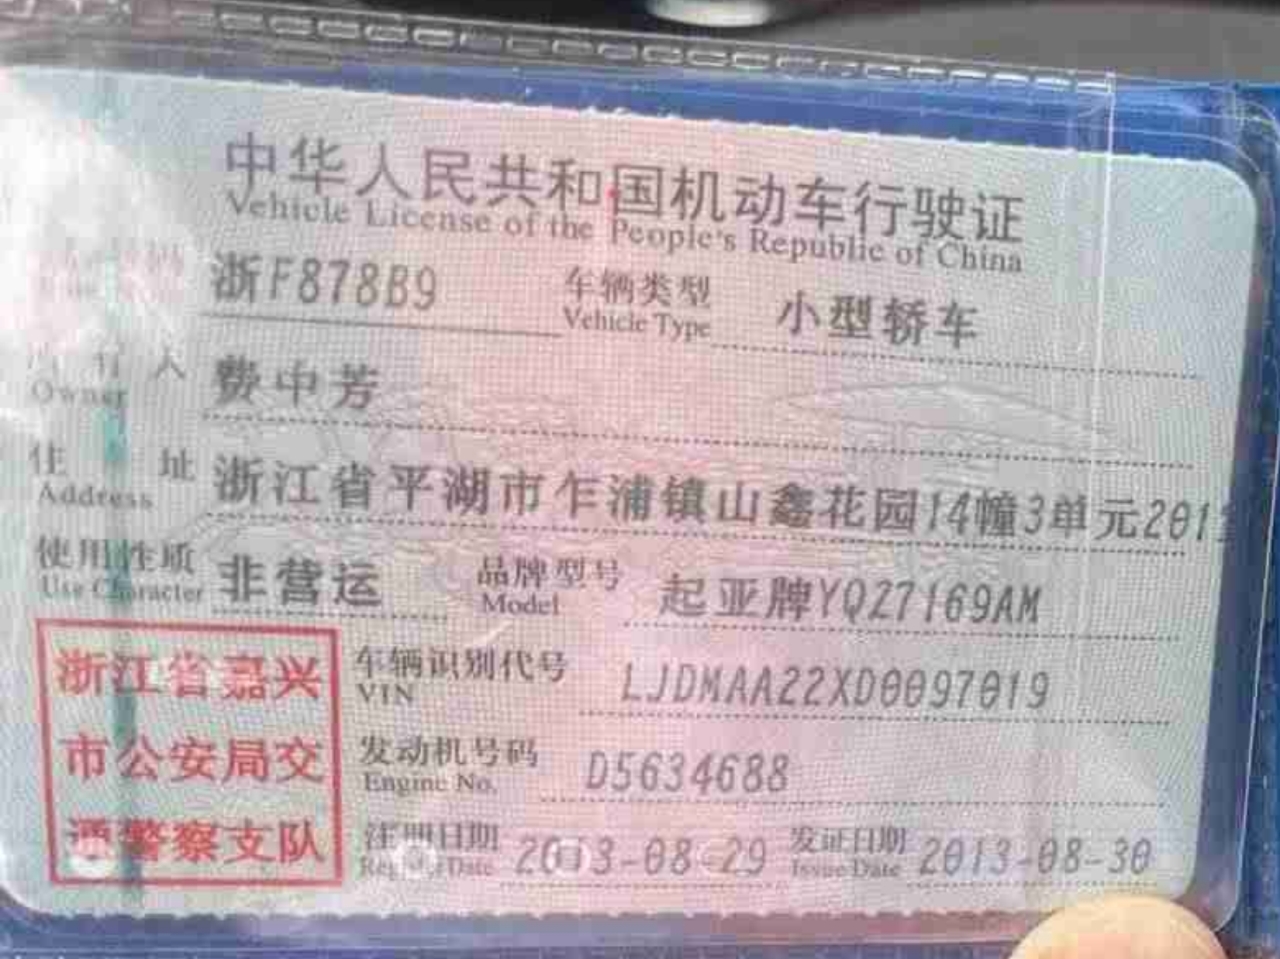 中华人民共和国机动车行驶证
Vehicle License of the People's Republic of China
浙F878B9 车辆类型 小型轿车
Vehicle Type
人 费中芳
Owner
住 址 浙江省平湖市乍浦镇山鑫花园14幢3单元201
Address
使用性质 非营运 品牌型号 起亚牌YQZ7169AM
Use Character Model
浙江省嘉兴
市公安局交
通警察支队
车辆识别代号 LJDMAA22XD0097019
VIN
发动机号码 D5634688
Engine No.
注册日期 2013-08-29 发证日期 2013-08-30
Register Date Issue Date